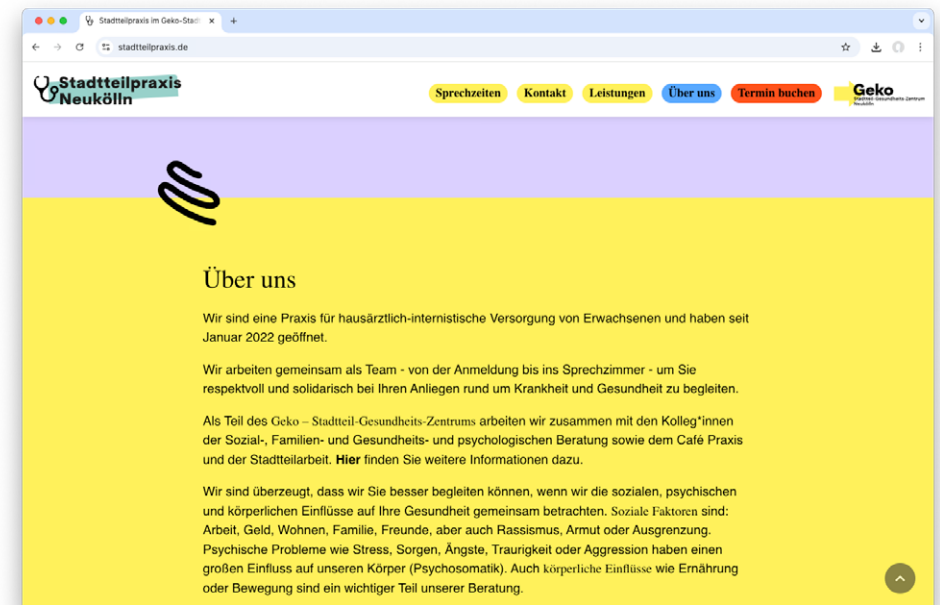 Stadtteilpraxis im Geko-Stadt
stadtteilpraxis.de
Stadtteilpraxis
Neukölln
Sprechzeiten
Kontakt
Leistungen
Über uns
Termin buchen
Geko
Stadtteil-Gesundheits-Zentrum
Neukölln
Über uns
Wir sind eine Praxis für hausärztlich-internistische Versorgung von Erwachsenen und haben seit
Januar 2022 geöffnet.
Wir arbeiten gemeinsam als Team - von der Anmeldung bis ins Sprechzimmer - um Sie
respektvoll und solidarisch bei Ihren Anliegen rund um Krankheit und Gesundheit zu begleiten.
Als Teil des Geko – Stadtteil-Gesundheits-Zentrums arbeiten wir zusammen mit den Kolleg*innen
der Sozial-, Familien- und Gesundheits- und psychologischen Beratung sowie dem Café Praxis
und der Stadtteilarbeit. Hier finden Sie weitere Informationen dazu.
Wir sind überzeugt, dass wir Sie besser begleiten können, wenn wir die sozialen, psychischen
und körperlichen Einflüsse auf Ihre Gesundheit gemeinsam betrachten. Soziale Faktoren sind:
Arbeit, Geld, Wohnen, Familie, Freunde, aber auch Rassismus, Armut oder Ausgrenzung.
Psychische Probleme wie Stress, Sorgen, Ängste, Traurigkeit oder Aggression haben einen
großen Einfluss auf unseren Körper (Psychosomatik). Auch körperliche Einflüsse wie Ernährung
oder Bewegung sind ein wichtiger Teil unserer Beratung.